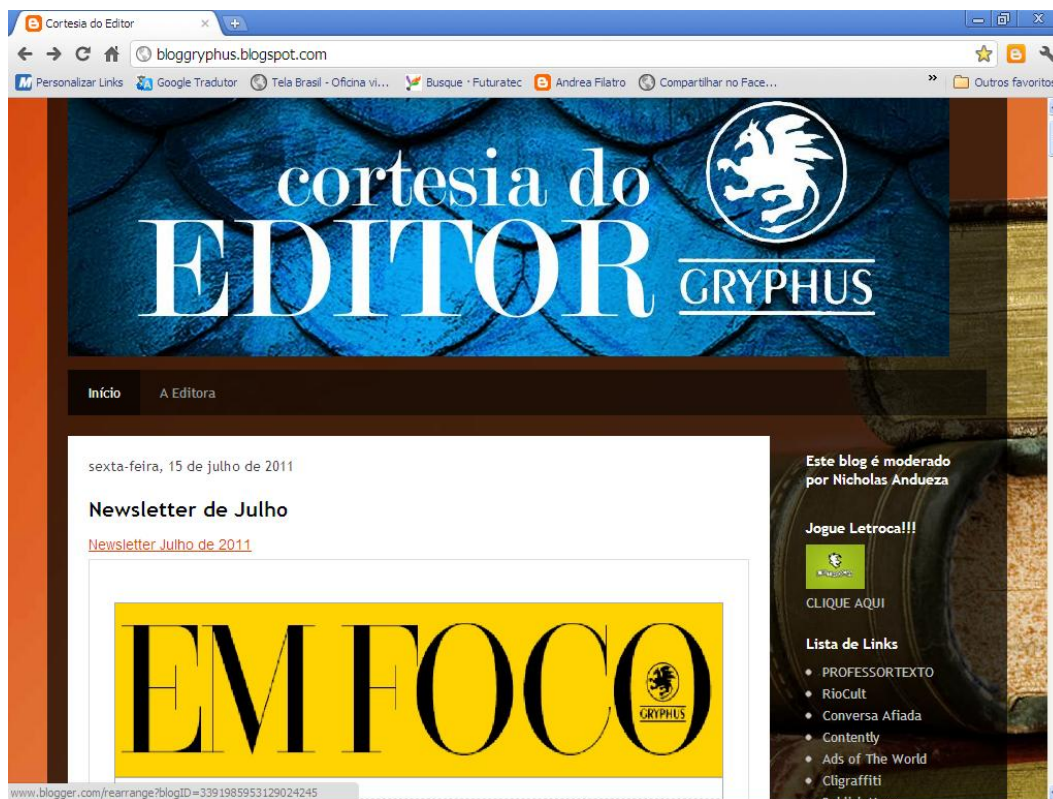 Cortesia do Editor
bloggryphus.blogspot.com
Personalizar Links Google Tradutor Tela Brasil - Oficina vi... Busque · Futuratec Andrea Filatro Compartilhar no Face... » Outros favoritos
cortesia do
EDITOR
GRYPHUS
Início A Editora
sexta-feira, 15 de julho de 2011
Newsletter de Julho
Newsletter Julho de 2011
EM FOCO
GRYPHUS
Este blog é moderado
por Nicholas Andueza
Jogue Letroca!!!
CLIQUE AQUI
Lista de Links
PROFESSORTEXTO
RioCult
Conversa Afiada
Contently
Ads of The World
Cligraffiti
www.blogger.com/rearrange?blogID=3391985953129024245